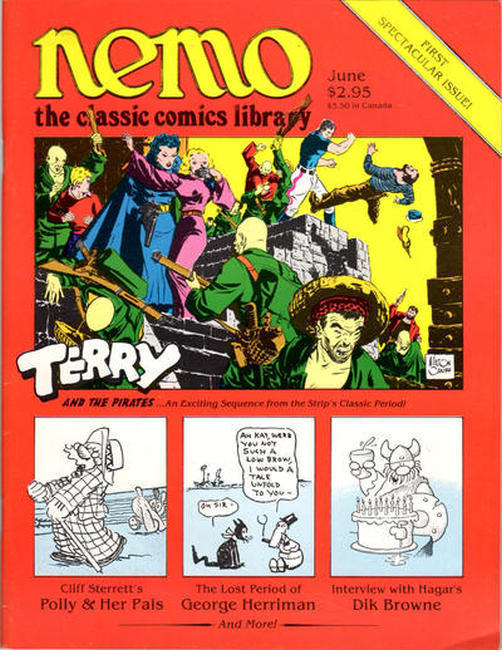 nemo
the classic comics library
June
$2.95
$3.50 in Canada
FIRST
SPECTACULAR ISSUE!
MILTON
CANIFF
TERRY
AND THE PIRATES ...An Exciting Sequence from the Strip's Classic Period!
AH KAT, WERE
YOU NOT
SUCH A
LOW BROW,
I WOULD A
TALE
UNFOLD
TO YOU -
OH SIR -
Cliff Sterrett's
Polly & Her Pals
The Lost Period of
George Herriman
Interview with Hagar's
Dik Browne
And More!